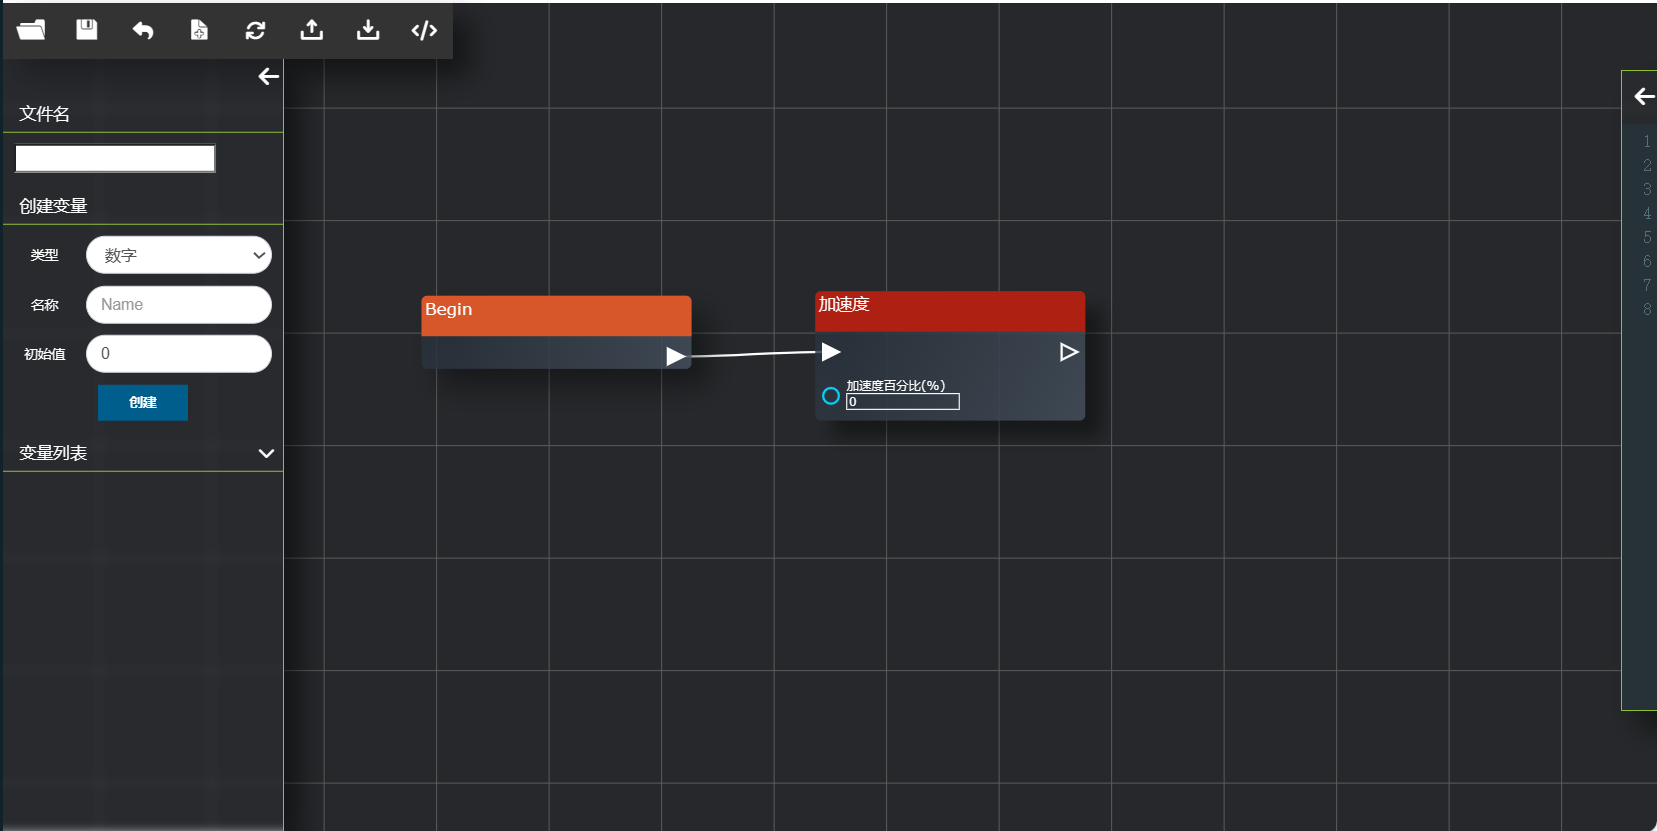 文件名
创建变量
类型 数字
名称 Name
初始值 0
创建
变量列表
Begin
加速度
加速度百分比(%)
0
1
2
3
4
5
6
7
8